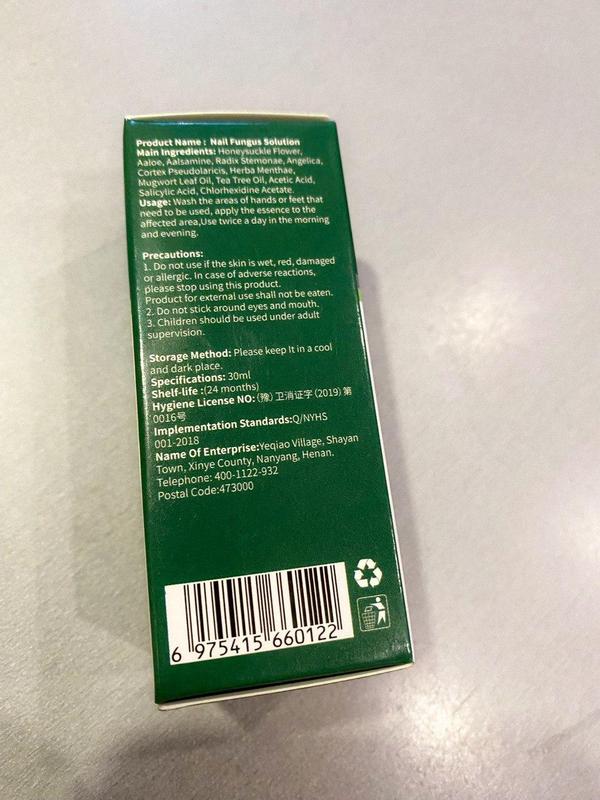 Product Name : Nail Fungus Solution
Main Ingredients: Honeysuckle Flower,
Aaloe, Aalsamine, Radix Stemonae, Angelica,
Cortex Pseudolaricis, Herba Menthae,
Mugwort Leaf Oil, Tea Tree Oil, Acetic Acid,
Salicylic Acid, Chlorhexidine Acetate.
Usage: Wash the areas of hands or feet that
need to be used, apply the essence to the
affected area,Use twice a day in the morning
and evening.
Precautions:
1. Do not use if the skin is wet, red, damaged
or allergic. In case of adverse reactions,
please stop using this product.
Product for external use shall not be eaten.
2. Do not stick around eyes and mouth.
3. Children should be used under adult
supervision.
Storage Method: Please keep It in a cool
and dark place.
Specifications: 30ml
Shelf-life :(24 months)
Hygiene License NO:（豫）卫消证字（2019）第
0016号
Implementation Standards:Q/NYHS
001-2018
Name Of Enterprise:Yeqiao Village, Shayan
Town, Xinye County, Nanyang, Henan.
Telephone: 400-1122-932
Postal Code:473000
6 975415 660122